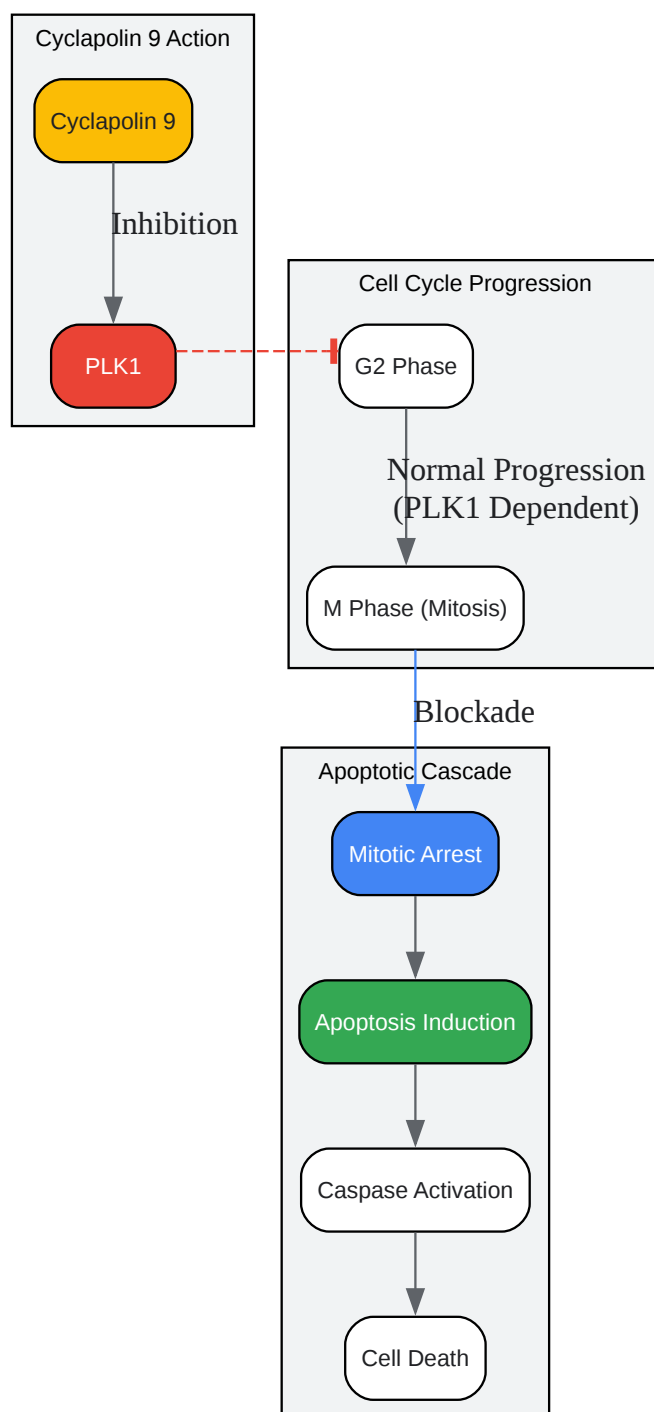 Cyclapolin 9 Action
Cyclapolin 9
Inhibition
PLK1
Cell Cycle Progression
G2 Phase
Normal Progression
(PLK1 Dependent)
M Phase (Mitosis)
Blockade
Apoptotic Cascade
Mitotic Arrest
Apoptosis Induction
Caspase Activation
Cell Death